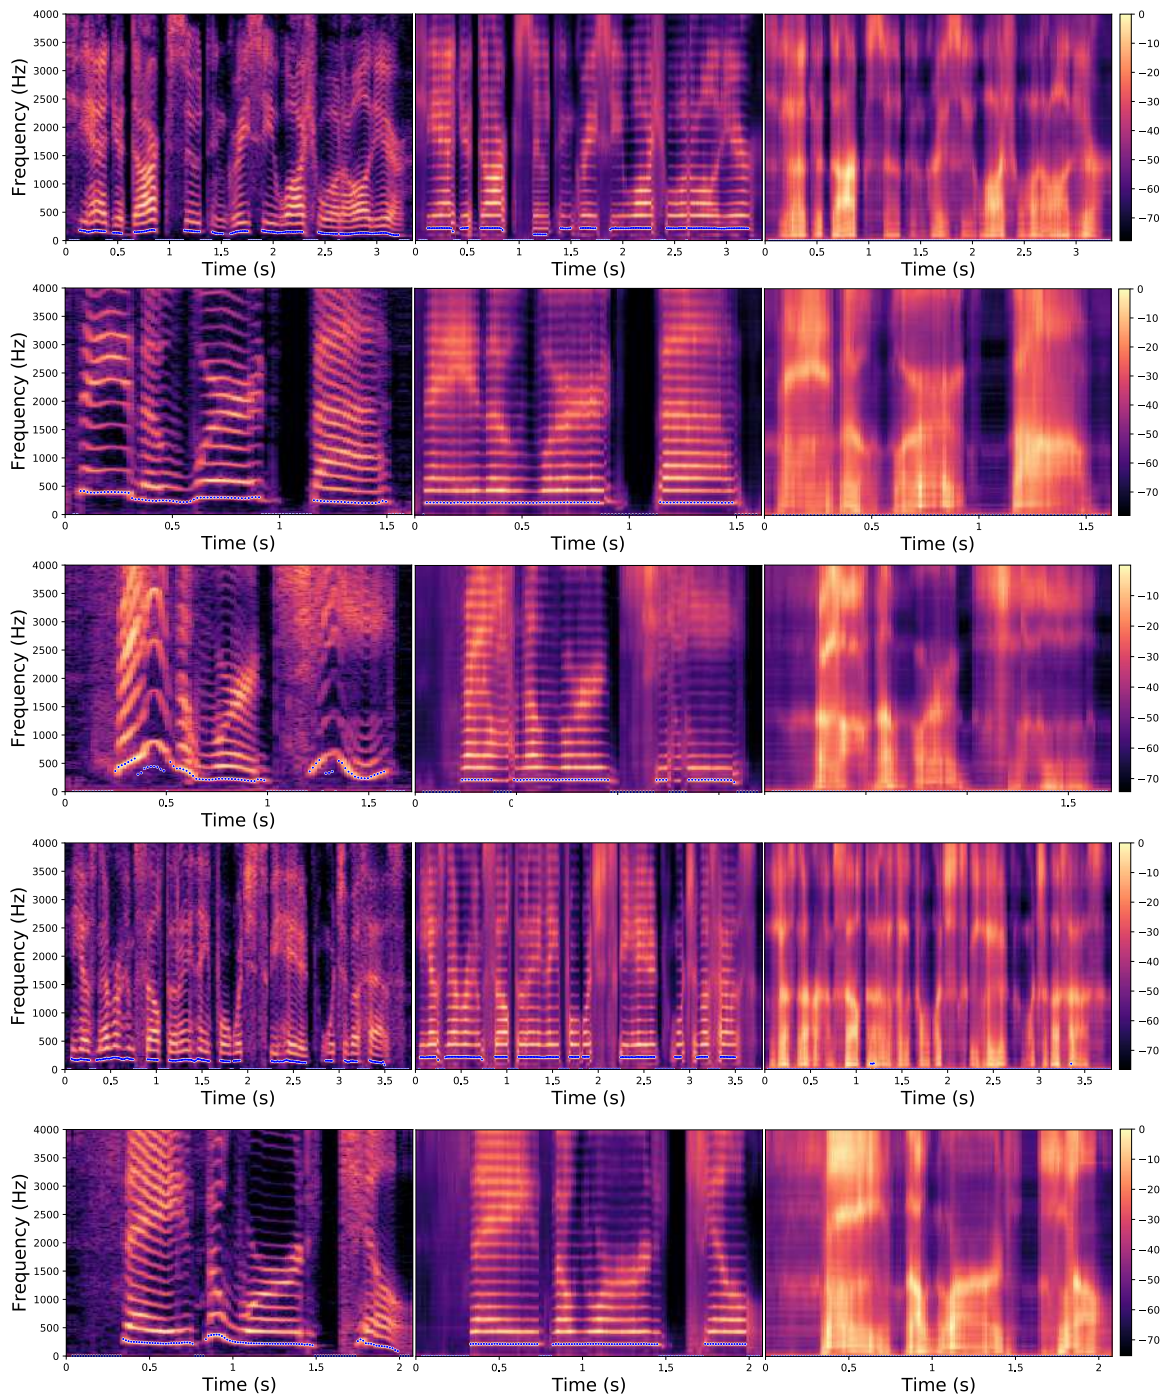 4000 3500 3000 2500 2000 1500 1000 500 0
Frequency (Hz)
0 −10 −20 −30 −40 −50 −60 −70
0 0.5 1 1.5 2 2.5 3 0 0.5 1 1.5 2 2.5 3 0 0.5 1 1.5 2 2.5 3
Time (s) Time (s) Time (s)
4000 3500 3000 2500 2000 1500 1000 500 0
Frequency (Hz)
0 −10 −20 −30 −40 −50 −60 −70
0 0.5 1 1.5 0 0.5 1 1.5 0 0.5 1 1.5
Time (s) Time (s) Time (s)
4000 3500 3000 2500 2000 1500 1000 500 0
Frequency (Hz)
−10 −20 −30 −40 −50 −60 −70
0 0.5 1 1.5 0 1.5
Time (s)
4000 3500 3000 2500 2000 1500 1000 500 0
Frequency (Hz)
0 −10 −20 −30 −40 −50 −60 −70
0 0.5 1 1.5 2 2.5 3 3.5 0 0.5 1 1.5 2 2.5 3 3.5 0 0.5 1 1.5 2 2.5 3 3.5
Time (s) Time (s) Time (s)
4000 3500 3000 2500 2000 1500 1000 500 0
Frequency (Hz)
0 −10 −20 −30 −40 −50 −60 −70
0 0.5 1 1.5 2 0 0.5 1 1.5 2 0 0.5 1 1.5 2
Time (s) Time (s) Time (s)